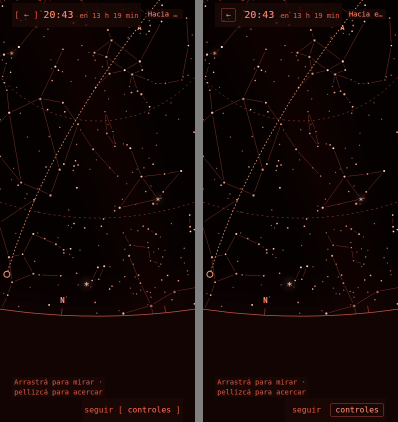 [ ← ] 20:43 en 13 h 19 min Hacia …
N
Arrastrá para mirar ·
pellizcá para acercar
seguir [ controles ]
← 20:43 en 13 h 19 min Hacia e…
N
Arrastrá para mirar ·
pellizcá para acercar
seguir controles